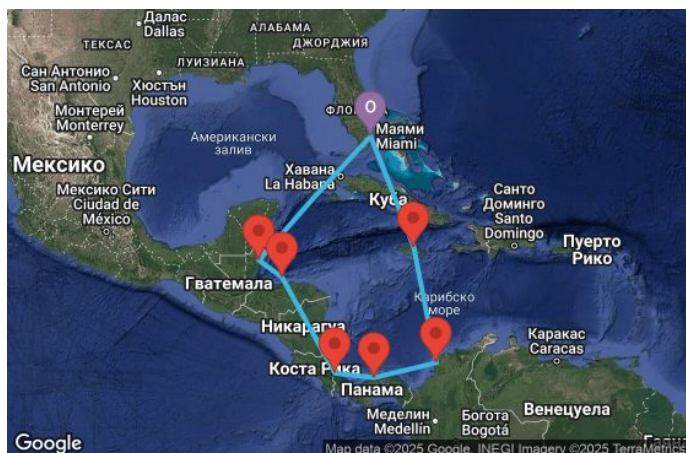 Далас
Dallas
АЛАБАМА
ТЕКСАС
ДЖОРДЖИЯ
ЛУИЗИАНА
Сан Антонио
San Antonio
Хюстън
Houston
ФЛО
O
Монтерей
Monterrey
Маями
Miami
Американски
залив
Мексико
Хавана
La Habana
Мексико Сити
Ciudad de
México
Куба
Санто
Доминго
Santo
Domingo
Пуерто
Рико
Гватемала
Карибско
море
Никарагуа
Каракас
Caracas
Коста Рика
Панама
Меделин
Medellín
Богота
Bogotá
Венецуела
Google
Map data ©2025 Google, INEGI Imagery ©2025 TerraMetrics